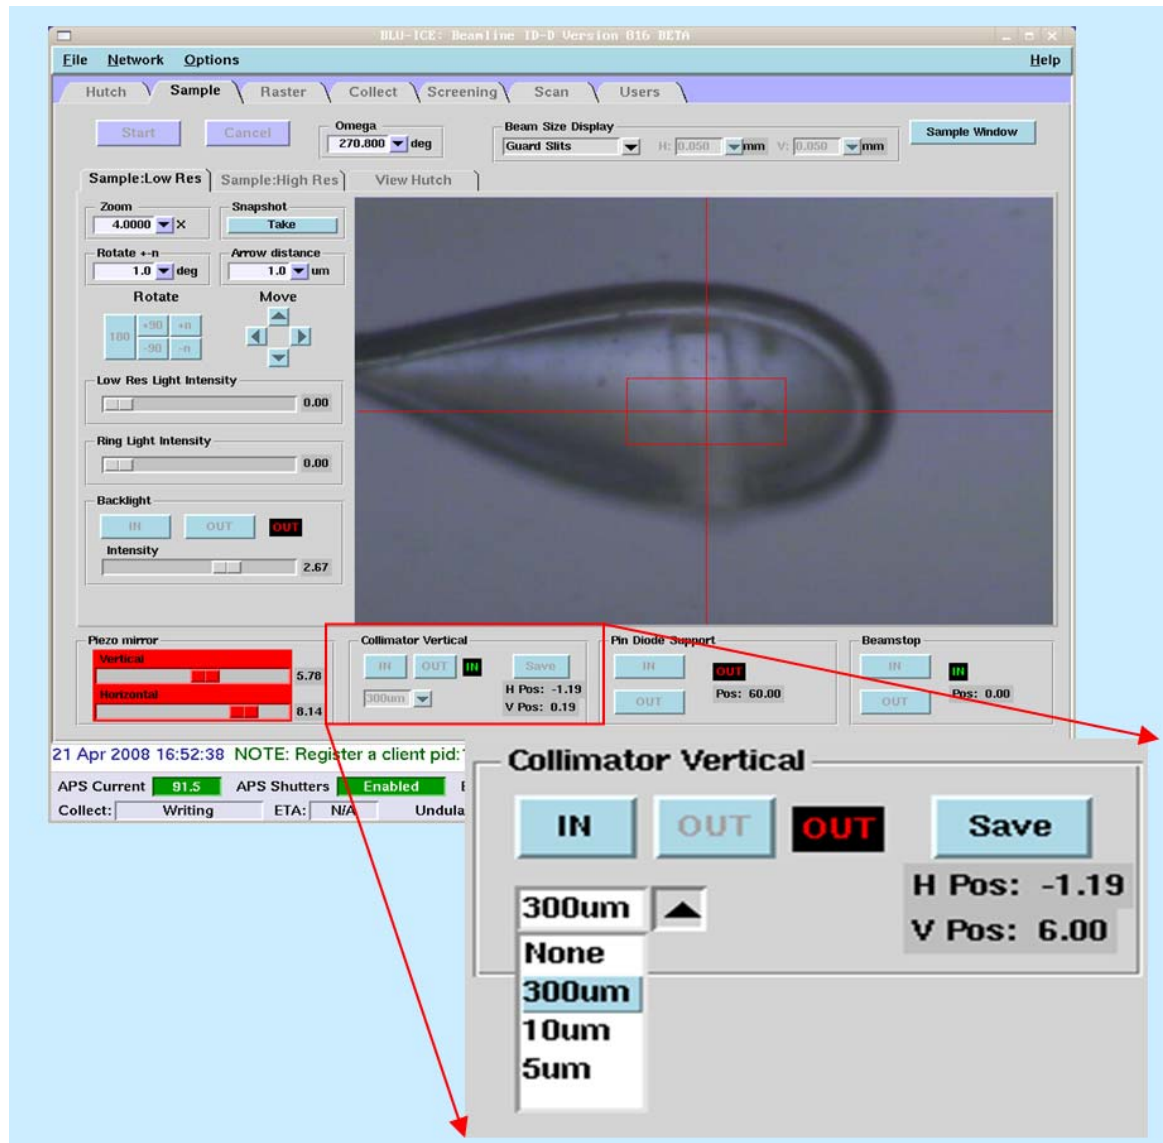 BLU-ICE: Beamline ID-D Version 016 BETA
File Network Options Help
Hutch Sample Raster Collect Screening Scan Users
Start Cancel Omega 270.800 deg Beam Size Display Guard Slits H: 0.050 mm V: 0.050 mm Sample Window
Sample:Low Res Sample:High Res View Hutch
Zoom Snapshot
4.0000 X Take
Rotate +-n Arrow distance
1.0 deg 1.0 um
Rotate Move
180 +90 +n
-90 -n
Low Res Light Intensity
0.00
Ring Light Intensity
0.00
Backlight
IN OUT OUT
Intensity
2.67
Piezo mirror Collimator Vertical Pin Diode Support Beamstop
Vertical 5.78
Horizontal 8.14
IN OUT IN Save
300um H Pos: -1.19
V Pos: 0.19
IN OUT
OUT Pos: 60.00
IN IN
OUT Pos: 0.00
21 Apr 2008 16:52:38 NOTE: Register a client pid:
APS Current 91.5 APS Shutters Enabled
Collect: Writing ETA: N/A Undula
Collimator Vertical
IN OUT OUT Save
300um H Pos: -1.19
V Pos: 6.00
None
300um
10um
5um